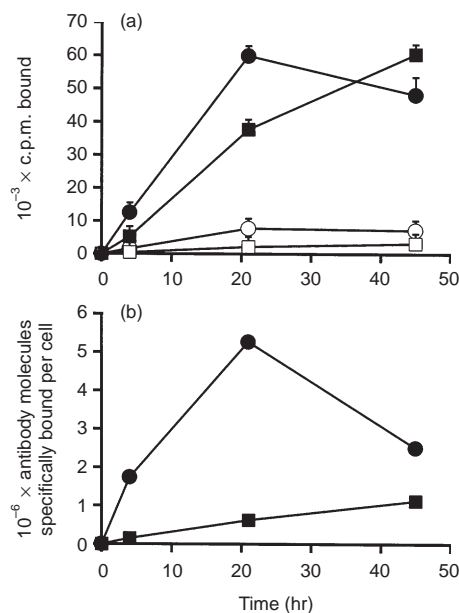 (a)
10⁻³ × c.p.m. bound
70
60
50
40
30
20
10
0
0 10 20 30 40 50
(b)
10⁻⁶ × antibody molecules
specifically bound per cell
6
5
4
3
2
1
0
0 10 20 30 40 50
Time (hr)